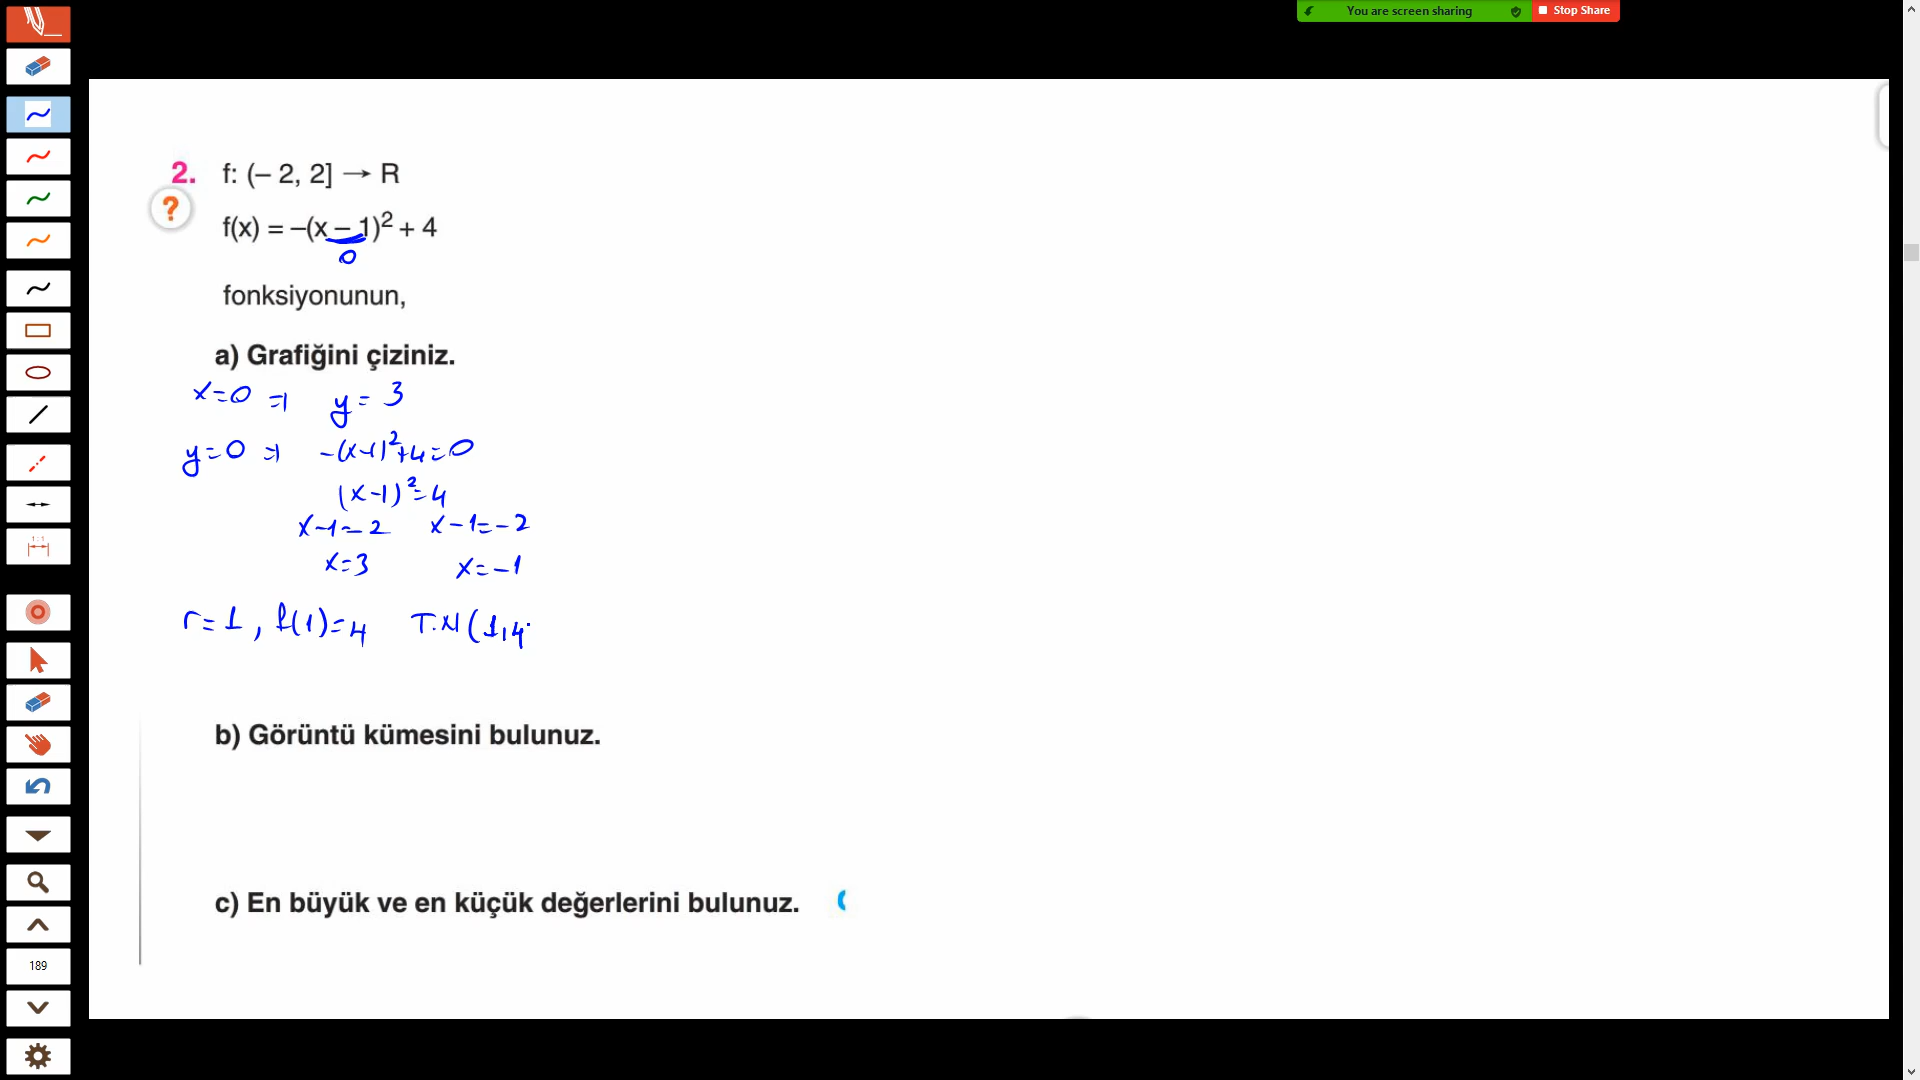 You are screen sharing
Stop Share
2. f: (– 2, 2] → R
?
f(x) = –(x – 1)² + 4
0
fonksiyonunun,
a) Grafiğini çiziniz.
x=0 ⇒ y = 3
y=0 ⇒ -(x-1)²+4=0
(x-1)²=4
x-1=2 x-1=-2
x=3 x=-1
r=1, f(1)=4 T.N(1,4
b) Görüntü kümesini bulunuz.
c) En büyük ve en küçük değerlerini bulunuz.
1:1
189